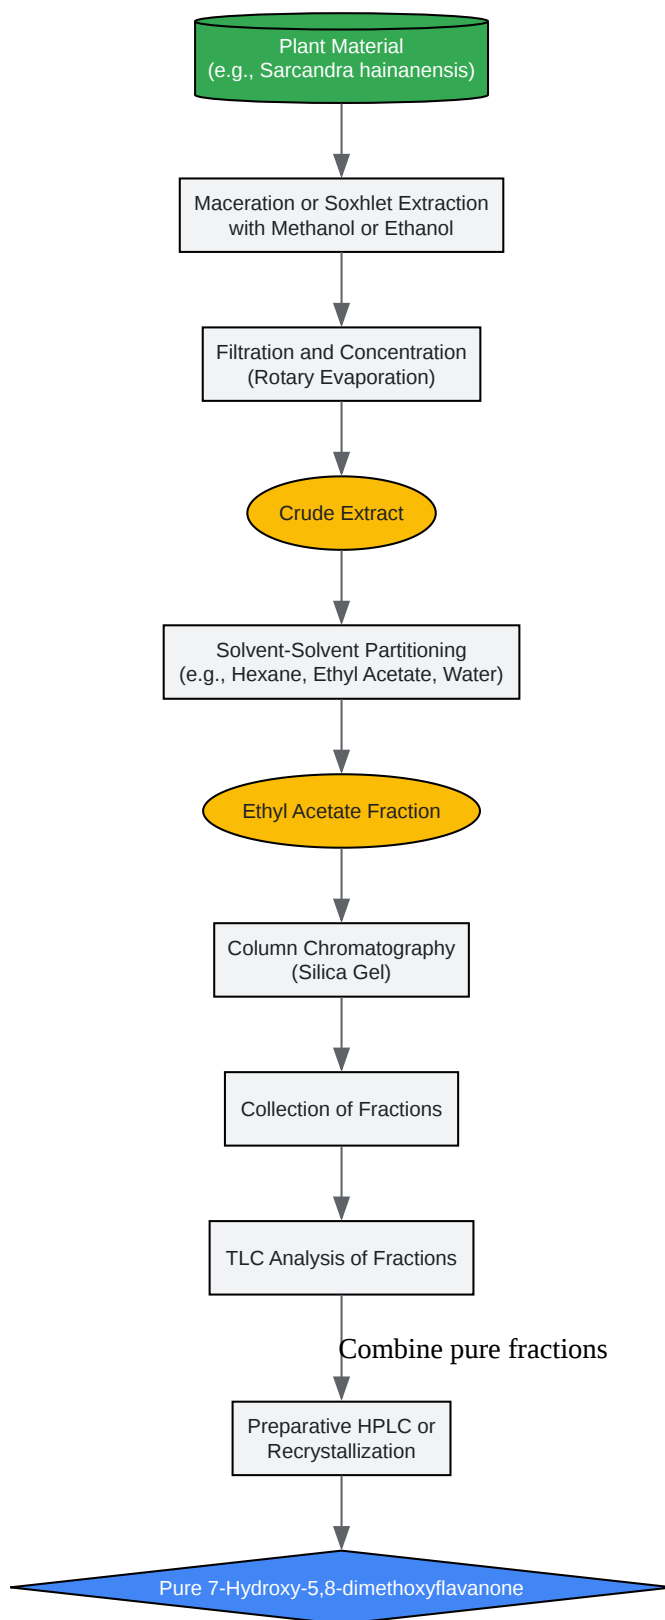 Plant Material
(e.g., Sarcandra hainanensis)
Maceration or Soxhlet Extraction
with Methanol or Ethanol
Filtration and Concentration
(Rotary Evaporation)
Crude Extract
Solvent-Solvent Partitioning
(e.g., Hexane, Ethyl Acetate, Water)
Ethyl Acetate Fraction
Column Chromatography
(Silica Gel)
Collection of Fractions
TLC Analysis of Fractions
Combine pure fractions
Preparative HPLC or
Recrystallization
Pure 7-Hydroxy-5,8-dimethoxyflavanone